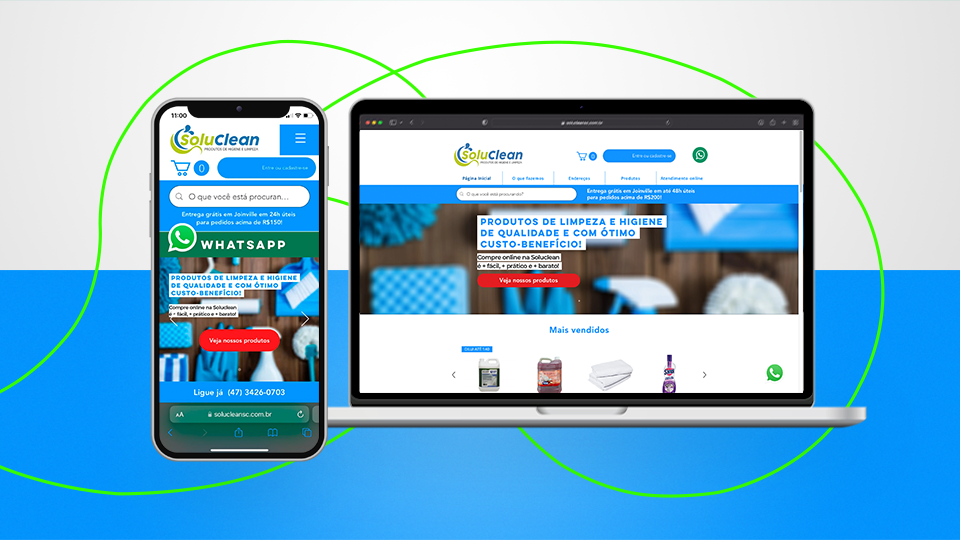 11:00
SoluClean
PRODUTOS DE HIGIENE E LIMPEZA
0
Entre ou cadastre-se
O que você está procuran...
Entrega grátis em Joinville em 24h úteis
para pedidos acima de R$150!
WHATSAPP
PRODUTOS DE LIMPEZA E HIGIENE
DE QUALIDADE E COM ÓTIMO
CUSTO-BENEFÍCIO!
Compre online na Soluclean
é + fácil, + prático e + barato!
Veja nossos produtos
Ligue já (47) 3426-0703
AA solucleansc.com.br
solucleansc.com.br
SoluClean
PRODUTOS DE HIGIENE E LIMPEZA
0
Entre ou cadastre-se
Página inicial O que fazemos Endereços Produtos Atendimento online
O que você está procurando?
Entrega grátis em Joinville em até 48h úteis
para pedidos acima de R$200!
PRODUTOS DE LIMPEZA E HIGIENE
DE QUALIDADE E COM ÓTIMO
CUSTO-BENEFÍCIO!
Compre online na Soluclean
é + fácil, + prático e + barato!
Veja nossos produtos
Mais vendidos